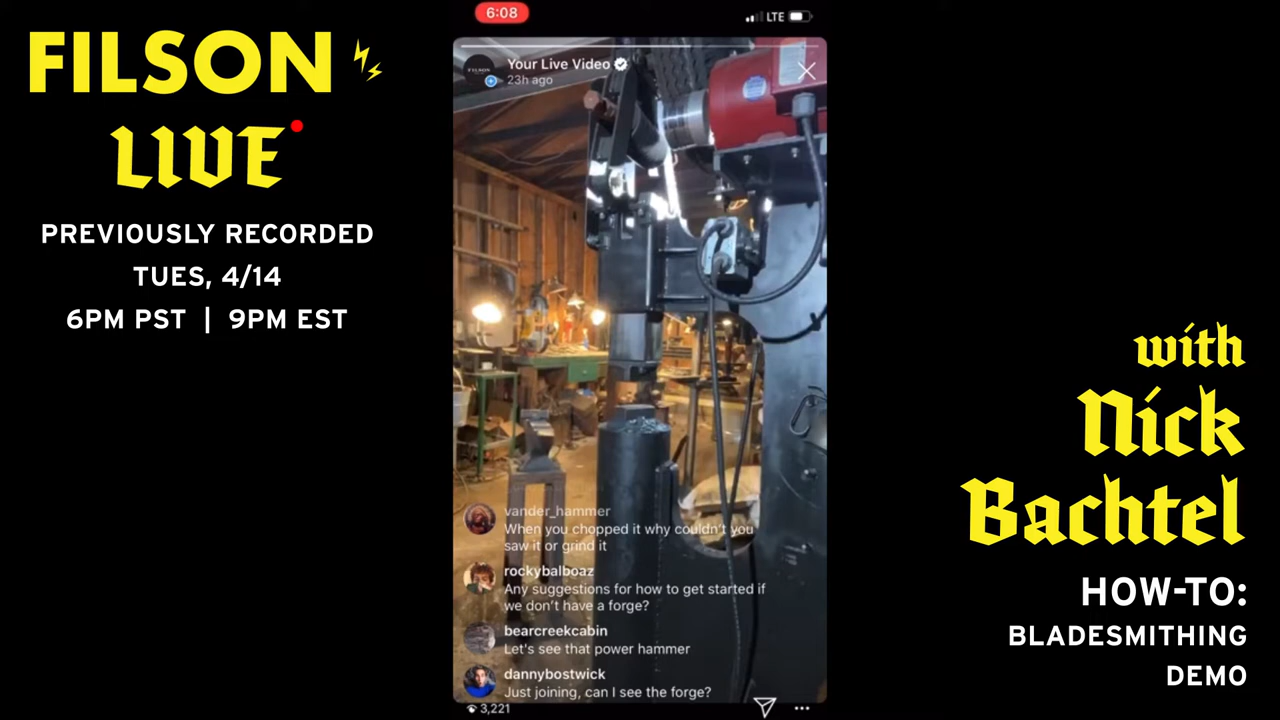 FILSON
LIVE
PREVIOUSLY RECORDED
TUES, 4/14
6PM PST | 9PM EST
6:08
LTE
Your Live Video
23h ago
vander_hammer
When you chopped it why couldn't you
saw it or grind it
rockybalboaz
Any suggestions for how to get started if
we don't have a forge?
bearcreekcabin
Let's see that power hammer
dannybostwick
Just joining, can I see the forge?
3,221
with
Nick
Bachtel
HOW-TO:
BLADESMITHING
DEMO